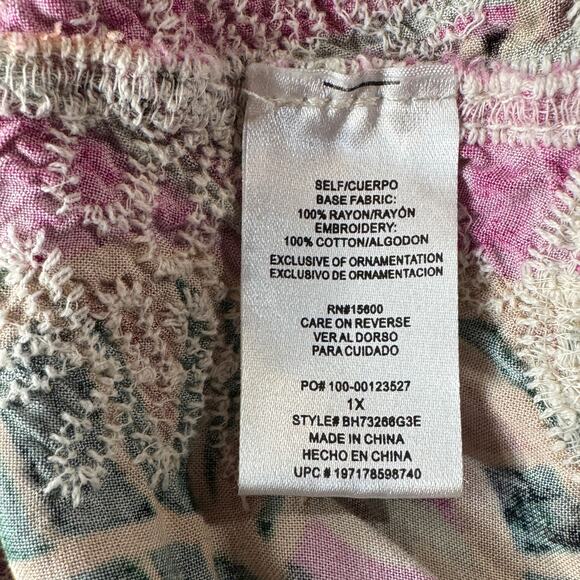 SELF/CUERPO
BASE FABRIC:
100% RAYON/RAYÓN
EMBROIDERY:
100% COTTON/ALGODON
EXCLUSIVE OF ORNAMENTATION
EXCLUSIVO DE ORNAMENTACION
RN#15600
CARE ON REVERSE
VER AL DORSO
PARA CUIDADO
PO# 100-00123527
1X
STYLE# BH73266G3E
MADE IN CHINA
HECHO EN CHINA
UPC # 197178598740